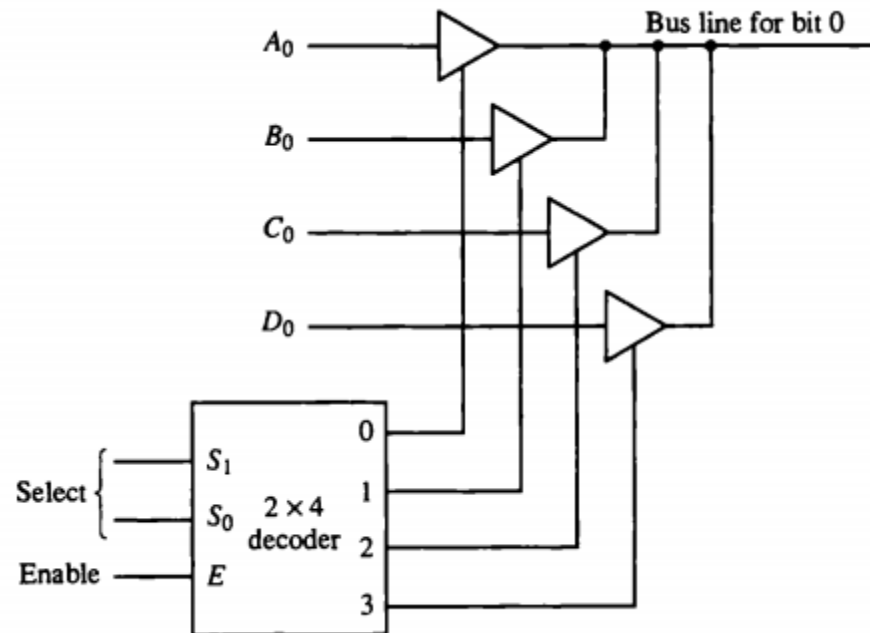 Bus line for bit 0
A0
B0
C0
D0
0
S1
Select
1
2 × 4
S0
decoder
2
Enable
E
3